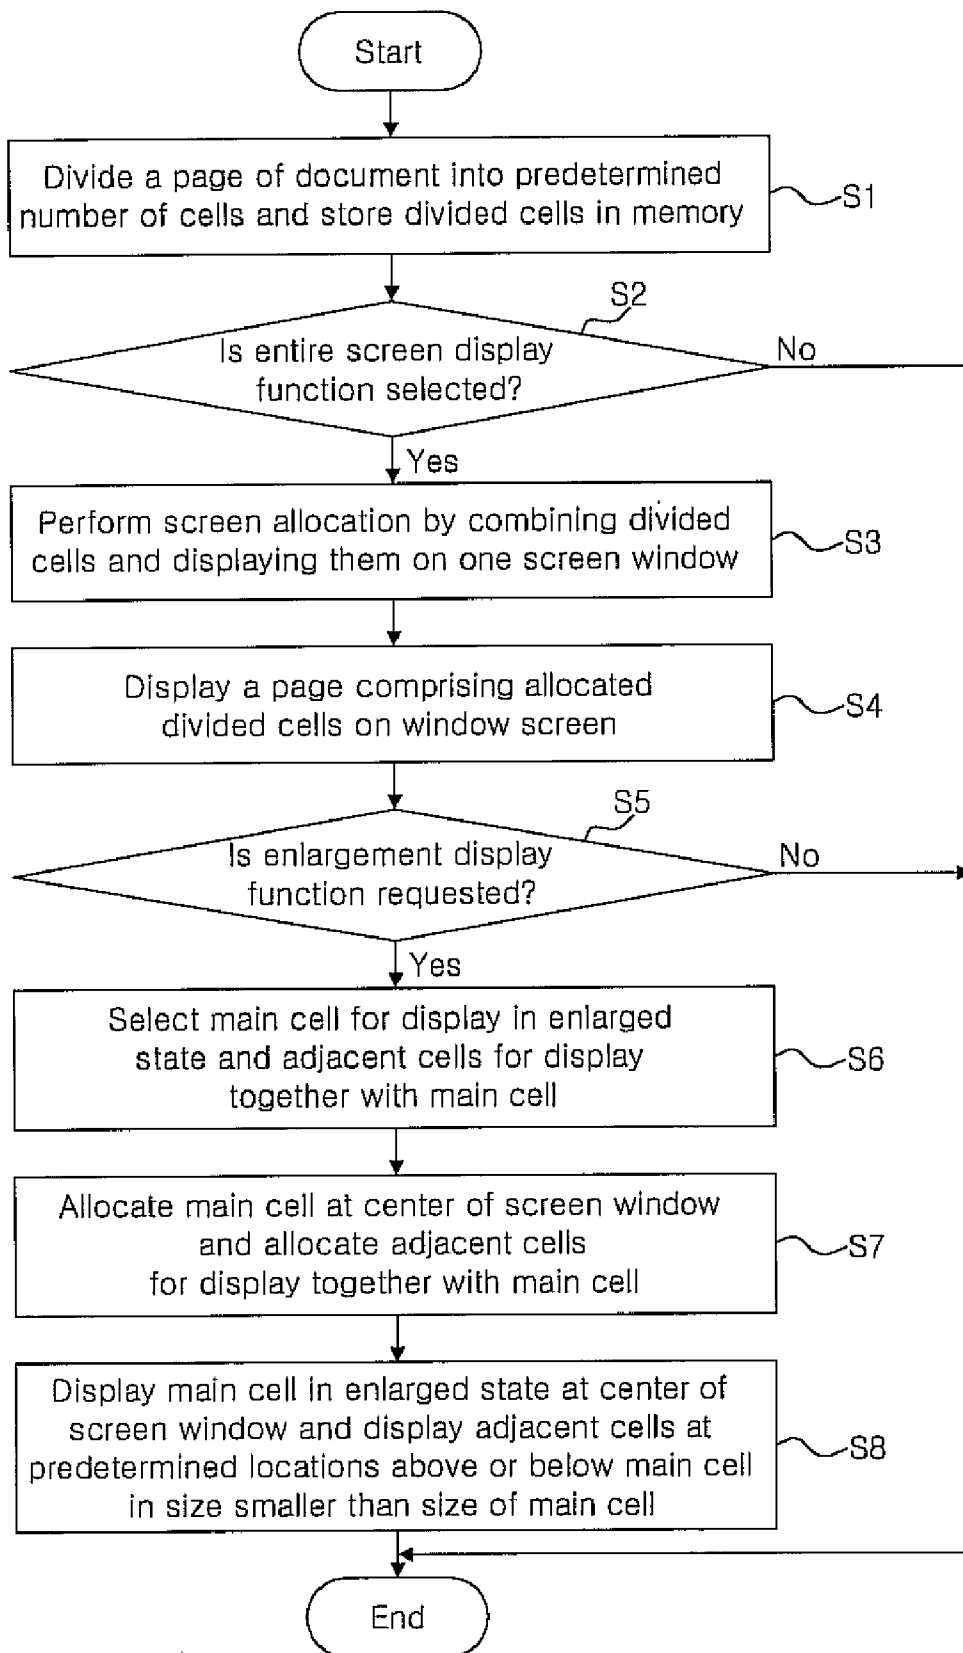 Start
Divide a page of document into predetermined
number of cells and store divided cells in memory
S1
S2
Is entire screen display
function selected?
No
Yes
Perform screen allocation by combining divided
cells and displaying them on one screen window
S3
Display a page comprising allocated
divided cells on window screen
S4
S5
Is enlargement display
function requested?
No
Yes
Select main cell for display in enlarged
state and adjacent cells for display
together with main cell
S6
Allocate main cell at center of screen window
and allocate adjacent cells
for display together with main cell
S7
Display main cell in enlarged state at center of
screen window and display adjacent cells at
predetermined locations above or below main cell
in size smaller than size of main cell
S8
End